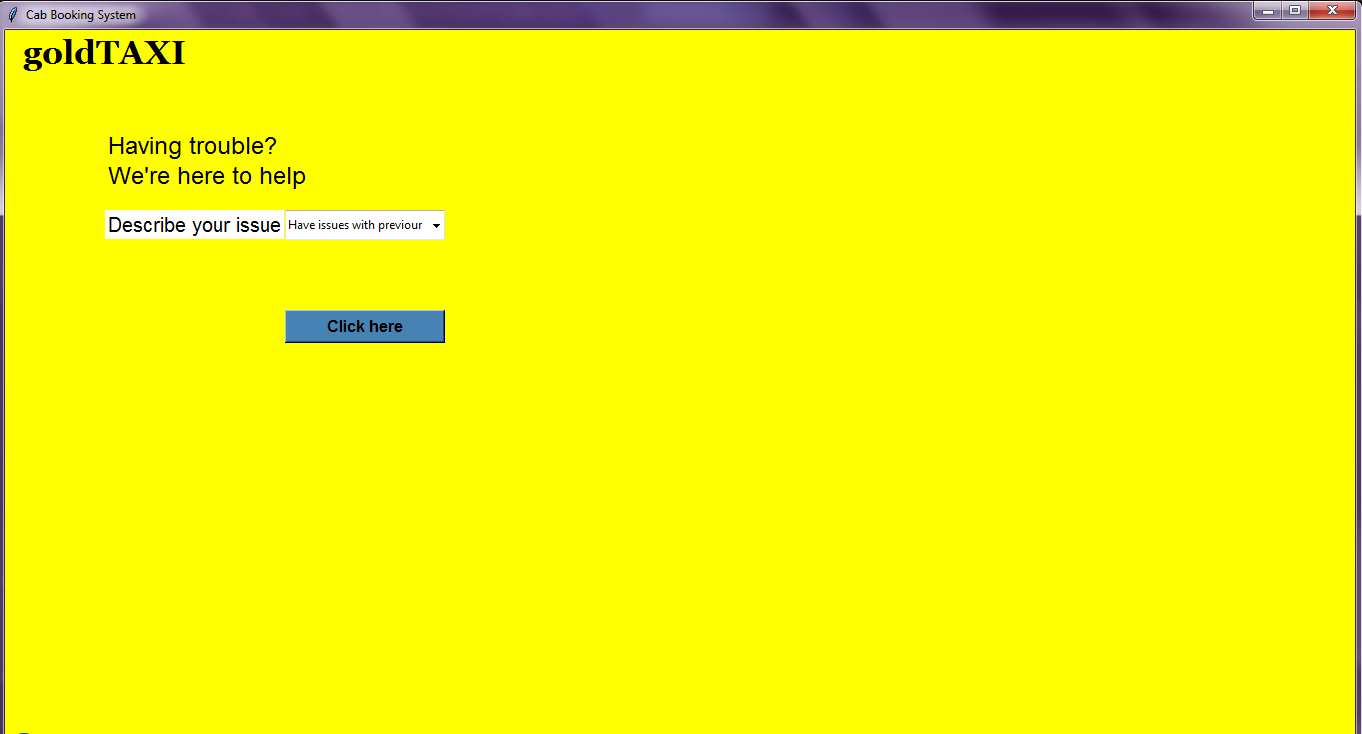 Cab Booking System
goldTAXI
Having trouble?
We're here to help
Describe your issue Have issues with previour
Click here